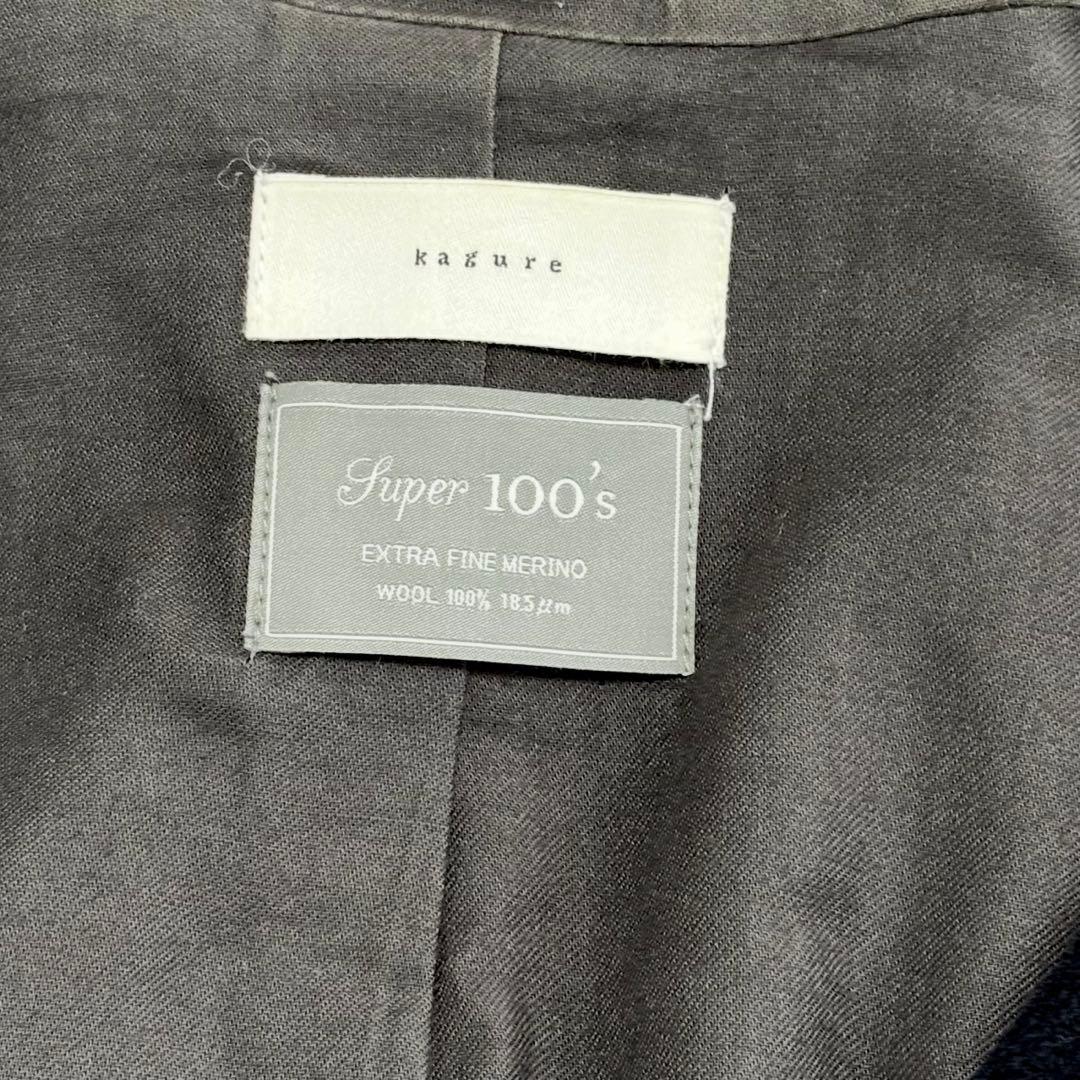 kagure
Super 100's
EXTRA FINE MERINO
WOOL 100% 18.5μm